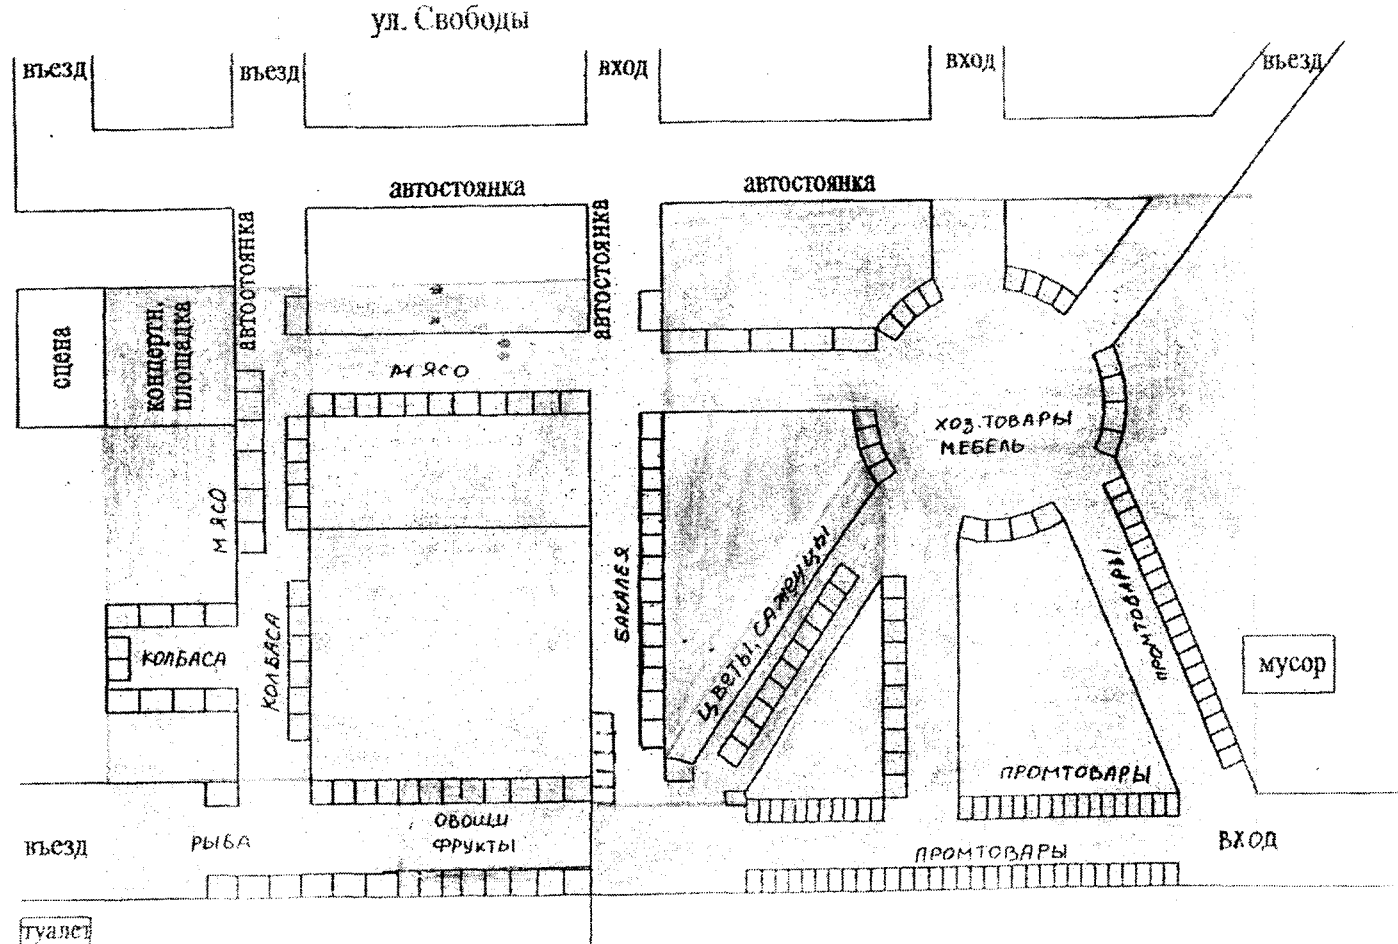 ул. Свободы
въезд
въезд
вход
вход
въезд
автостоянка
автостоянка
автостоянка
автостоянка
сцена
концертн.
площадка
МЯСО
ХОЗ.ТОВАРЫ
МЕБЕЛЬ
МЯСО
БАКАЛЕЯ
ЦВЕТЫ, САЖЕНЦЫ
ПРОМТОВАРЫ
КОЛБАСА
КОЛБАСА
мусор
ПРОМТОВАРЫ
ОВОЩИ
ФРУКТЫ
въезд
РЫБА
ПРОМТОВАРЫ
ВХОД
туалет